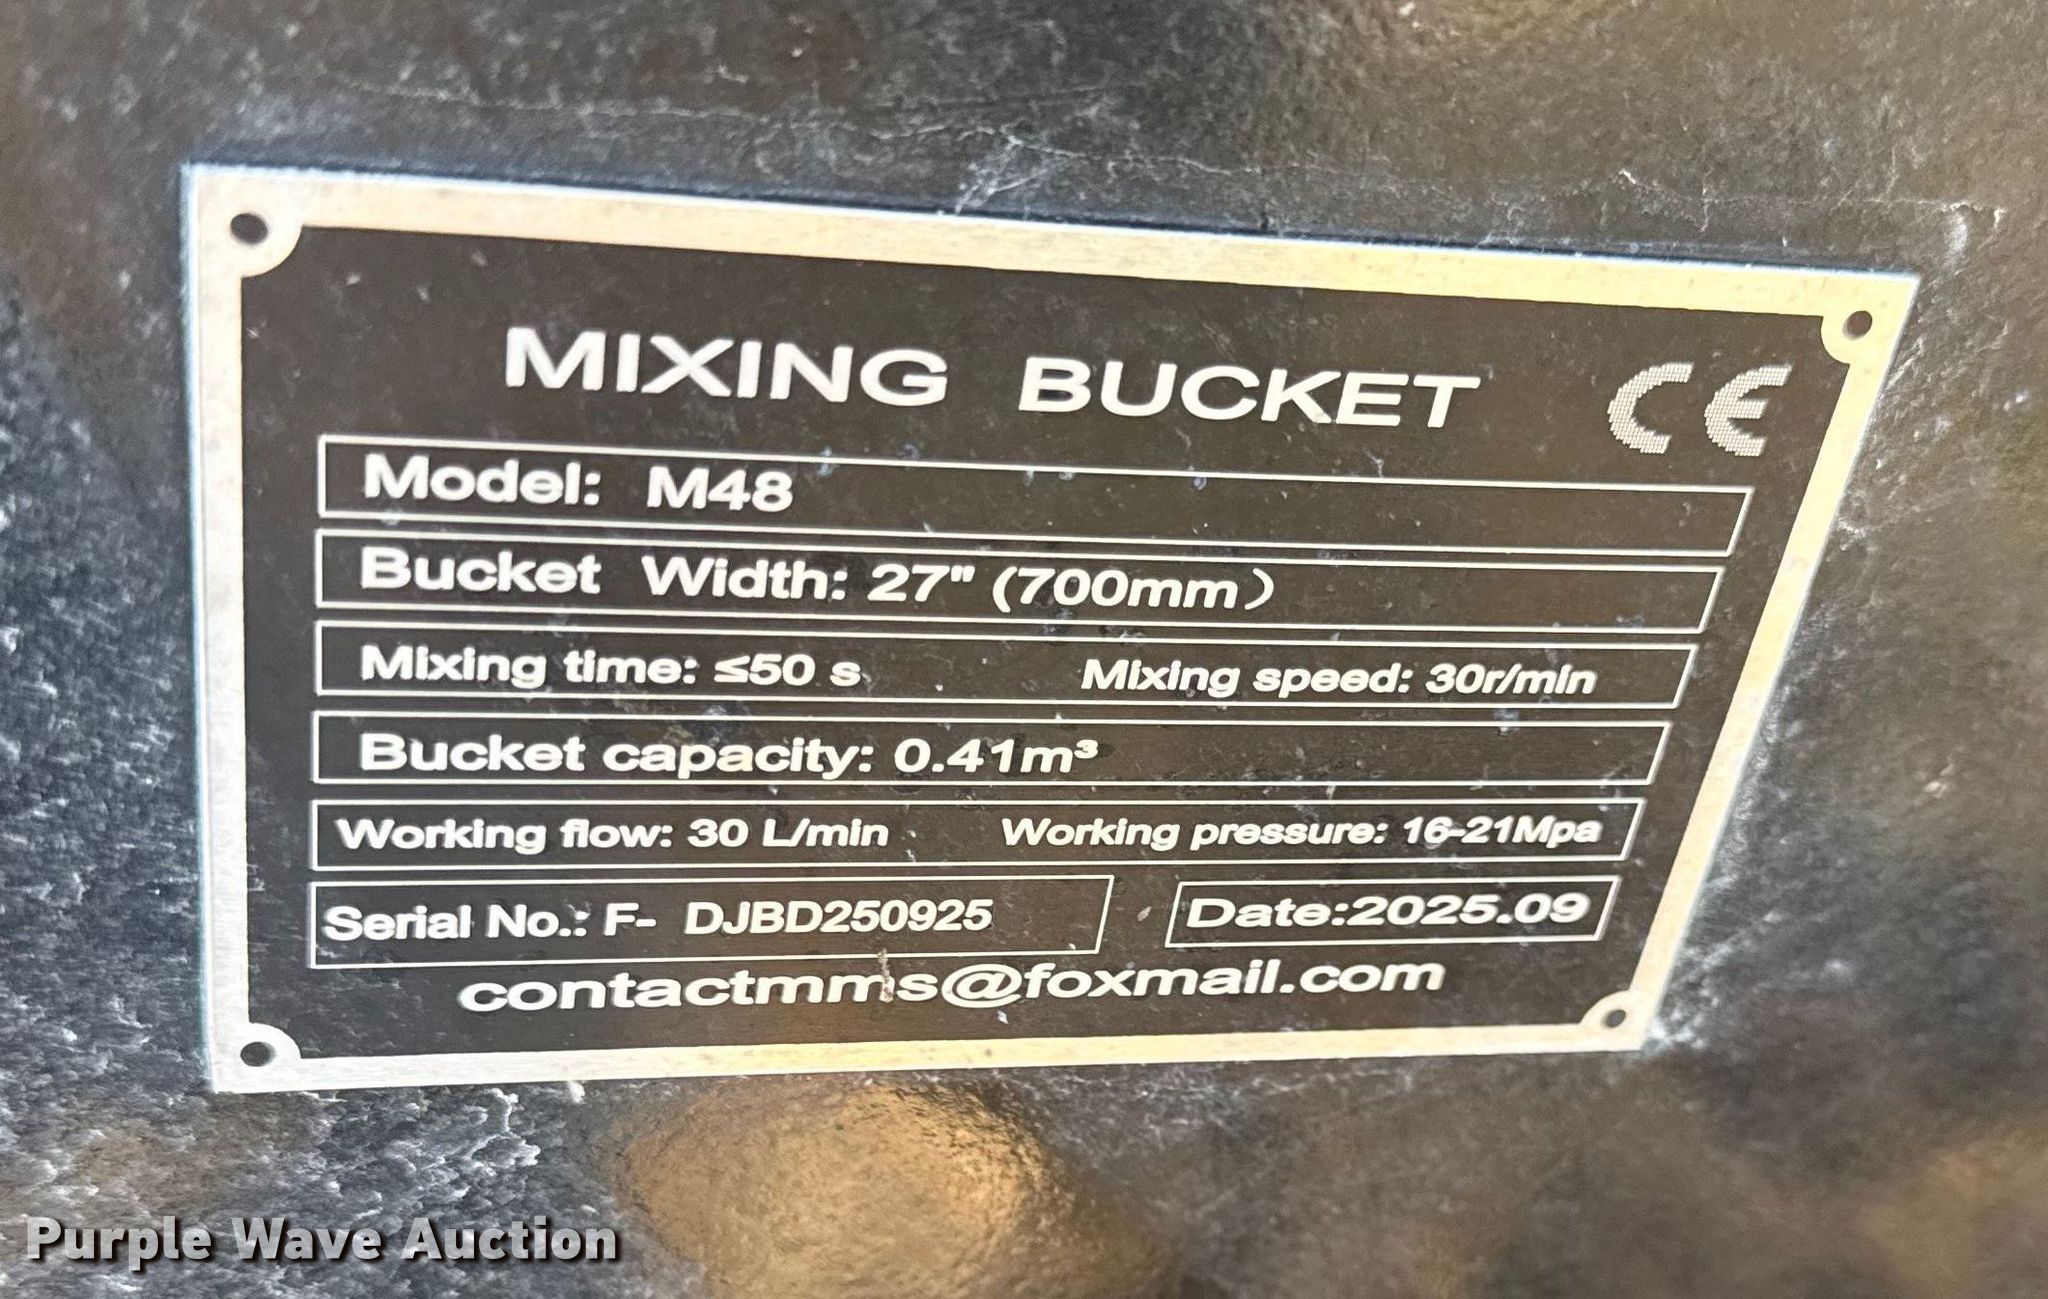 MIXING BUCKET CE
Model: M48
Bucket Width: 27" (700mm)
Mixing time: ≤50 s Mixing speed: 30r/min
Bucket capacity: 0.41m³
Working flow: 30 L/min Working pressure: 16-21Mpa
Serial No.: F- DJBD250925 Date:2025.09
contactmms@foxmail.com
Purple Wave Auction